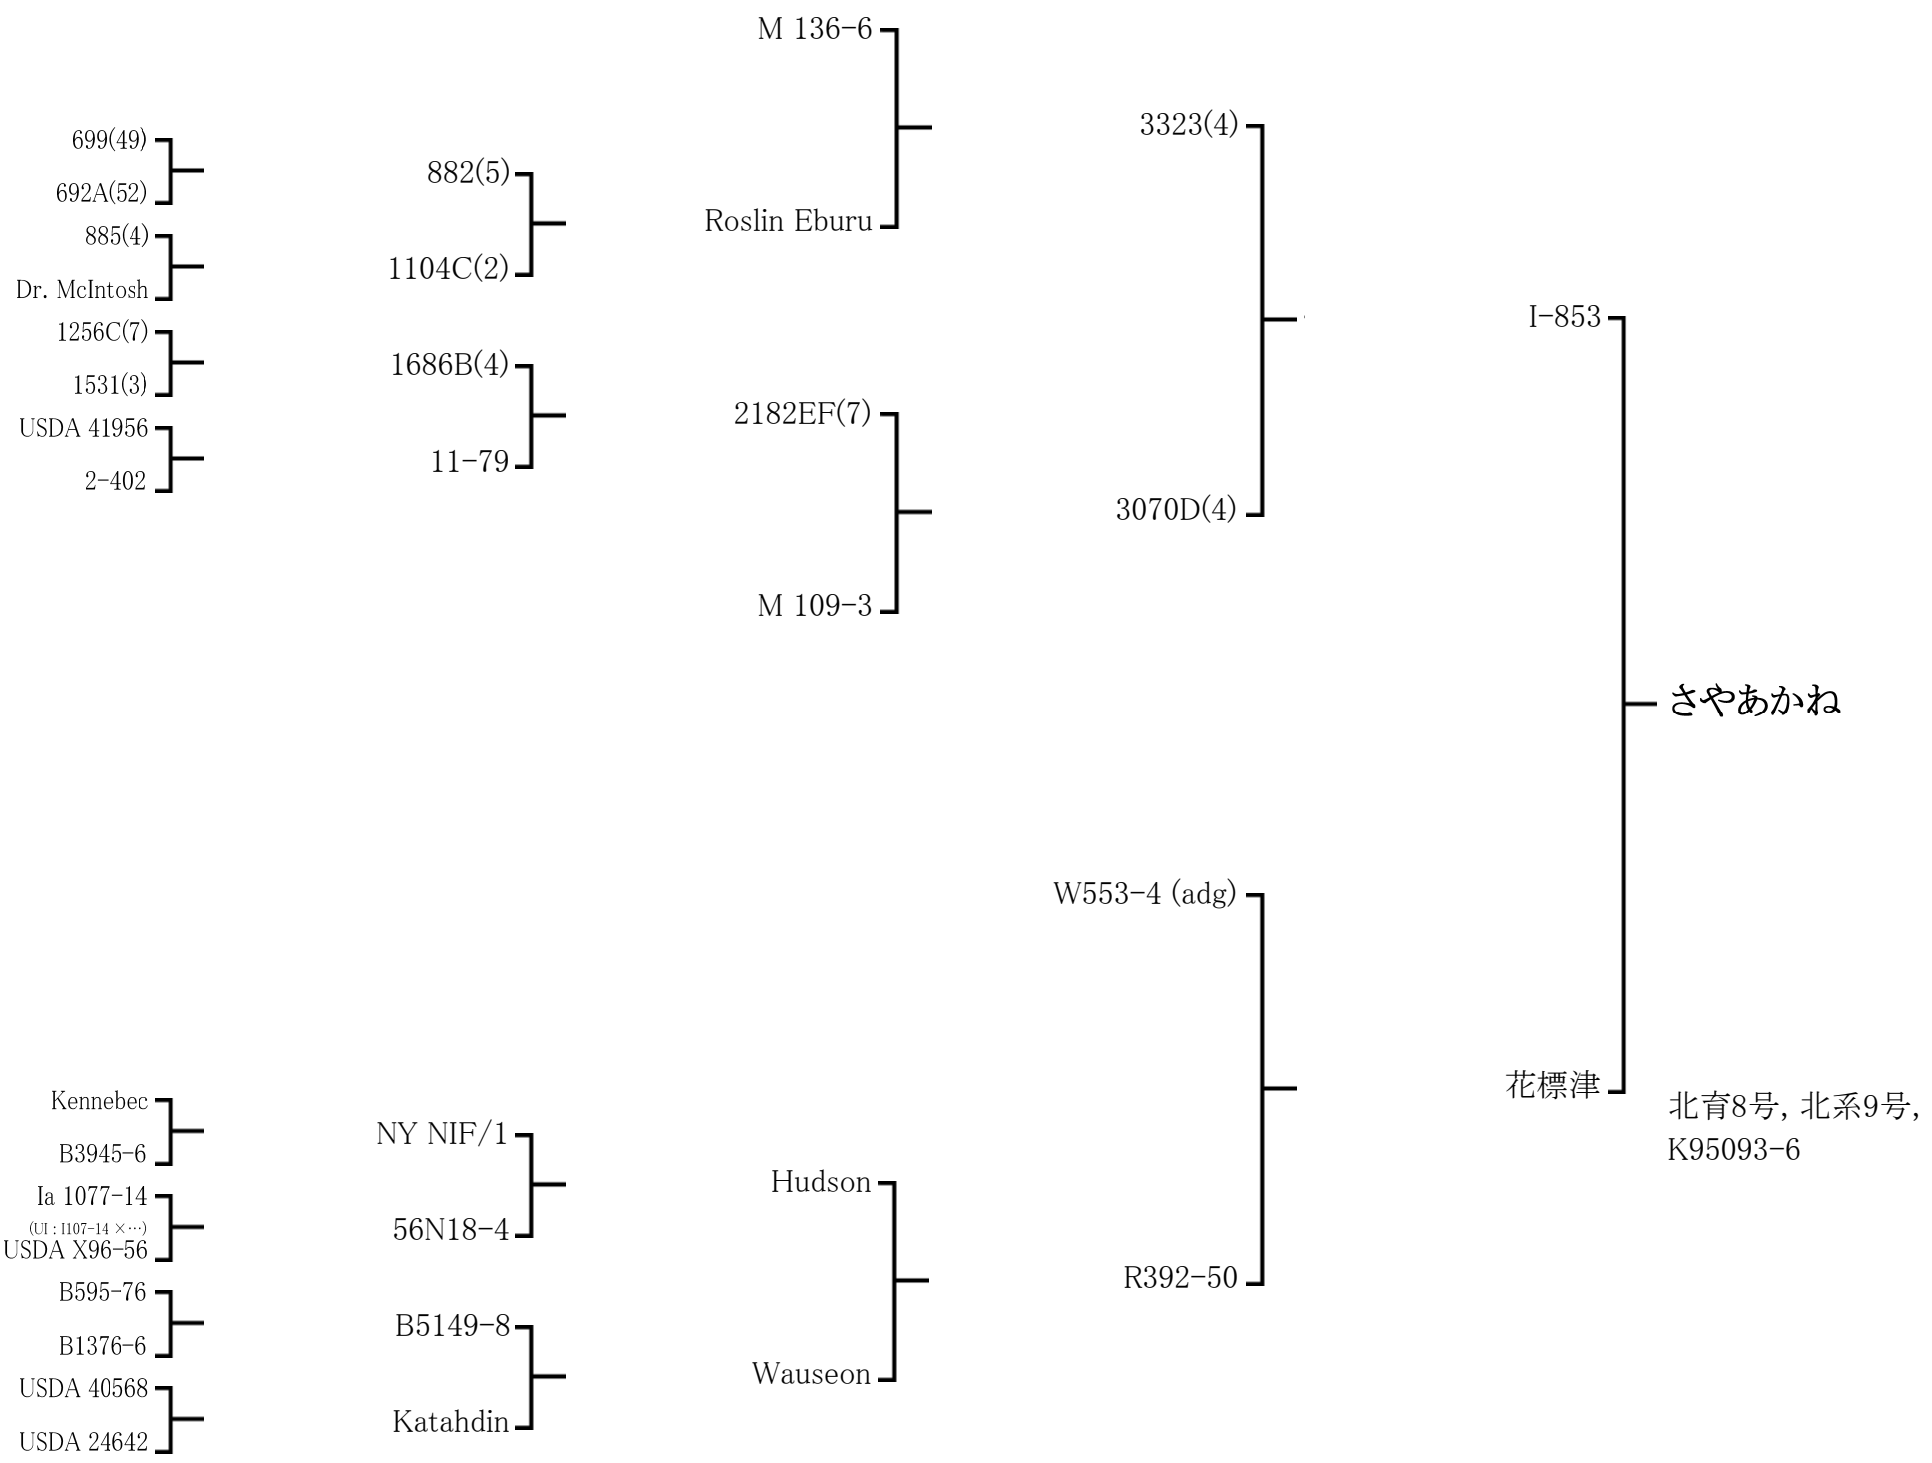 M 136-6
Roslin Eburu
2182EF(7)
M 109-3
699(49)
692A(52)
885(4)
Dr. McIntosh
1256C(7)
1531(3)
USDA 41956
2-402
882(5)
1104C(2)
1686B(4)
11-79
3323(4)
3070D(4)
I-853
さやあかね
W553-4 (adg)
R392-50
花標津
北育8号, 北系9号,
K95093-6
Kennebec
B3945-6
Ia 1077-14
(UI : I107-14 ×…)
USDA X96-56
B595-76
B1376-6
USDA 40568
USDA 24642
NY NIF/1
56N18-4
B5149-8
Katahdin
Hudson
Wauseon